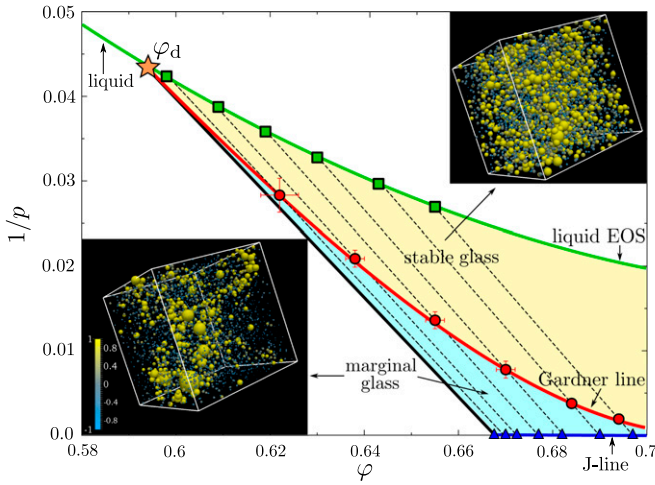 0.05
0.04
0.03
0.02
0.01
0.0
1/p
φd
liquid
liquid EOS
stable glass
marginal
glass
Gardner line
1
0.8
0.4
0
-0.4
-0.8
-1
0.58
0.6
0.62
0.64
0.66
0.68
0.7
φ
J-line